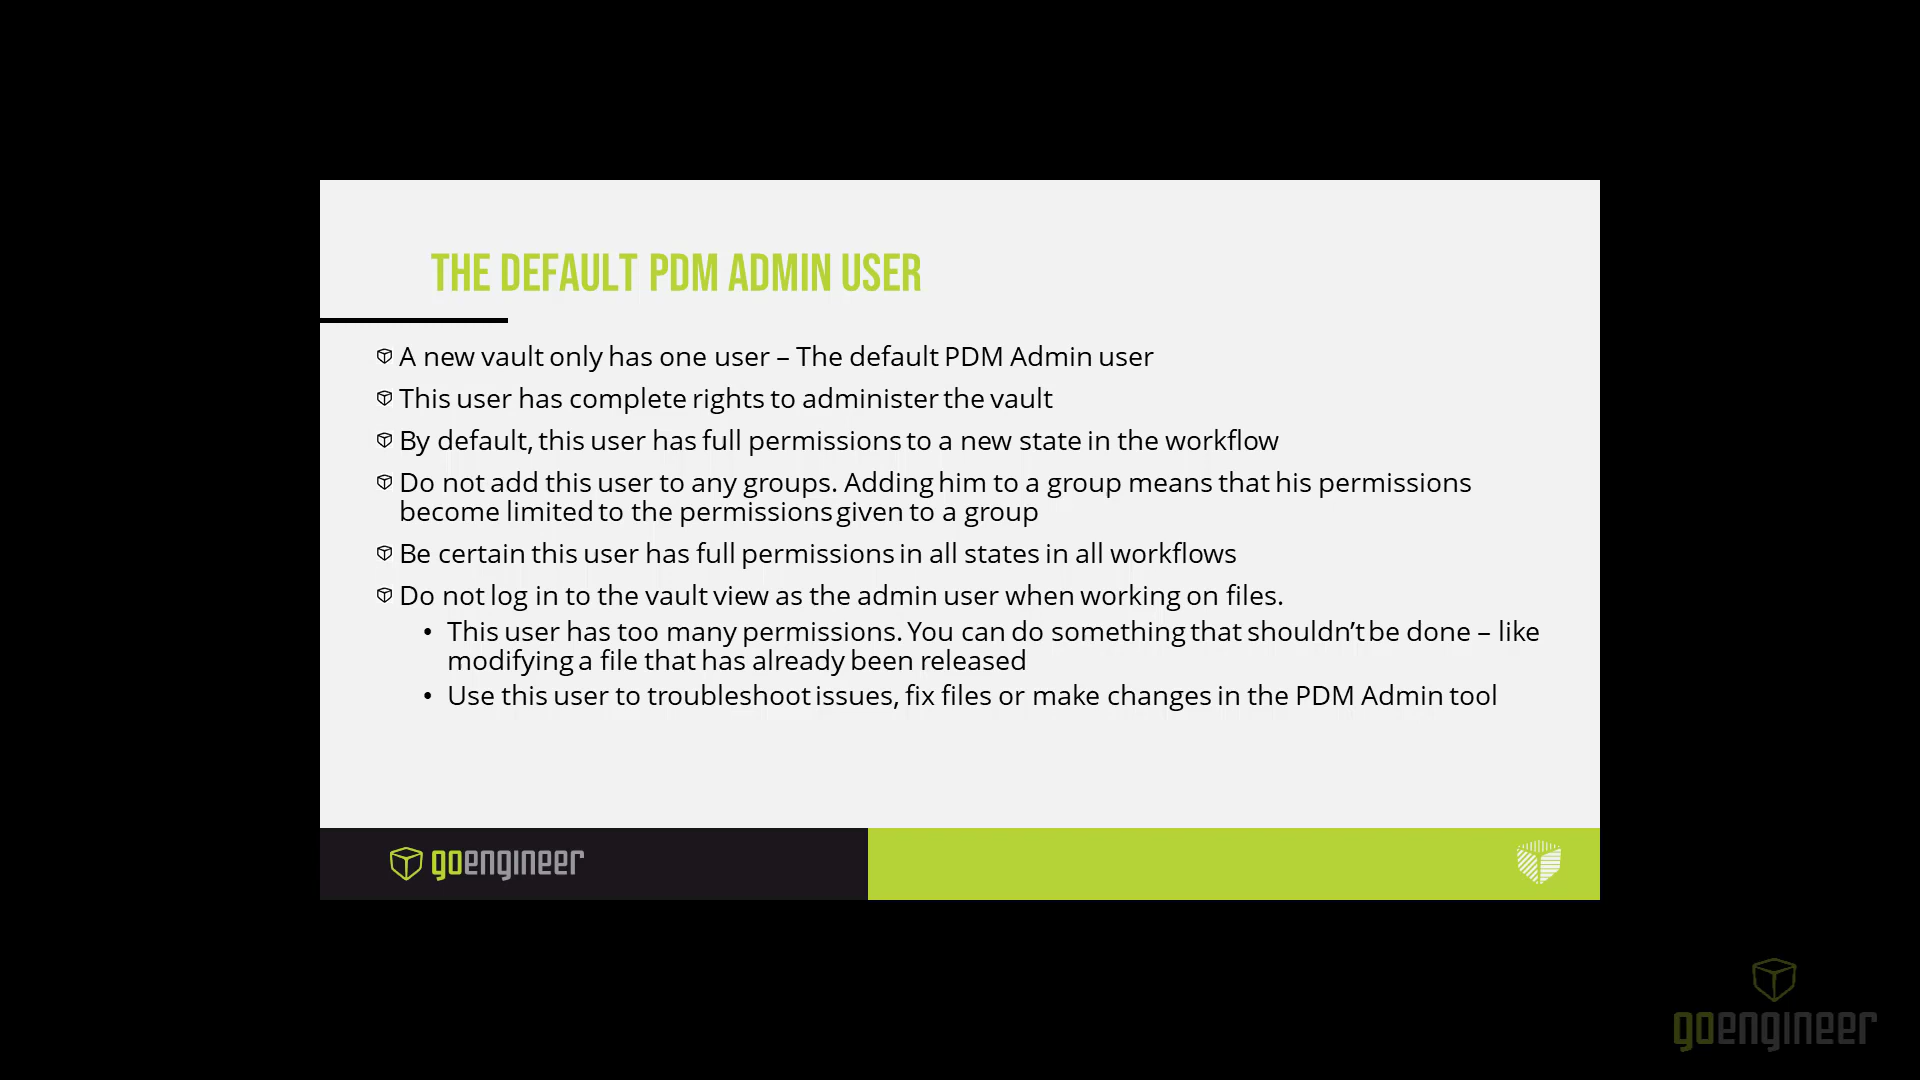 THE DEFAULT PDM ADMIN USER
A new vault only has one user – The default PDM Admin user
This user has complete rights to administer the vault
By default, this user has full permissions to a new state in the workflow
Do not add this user to any groups. Adding him to a group means that his permissions
become limited to the permissions given to a group
Be certain this user has full permissions in all states in all workflows
Do not log in to the vault view as the admin user when working on files.
• This user has too many permissions. You can do something that shouldn't be done – like
modifying a file that has already been released
• Use this user to troubleshoot issues, fix files or make changes in the PDM Admin tool
goengineer
goengineer